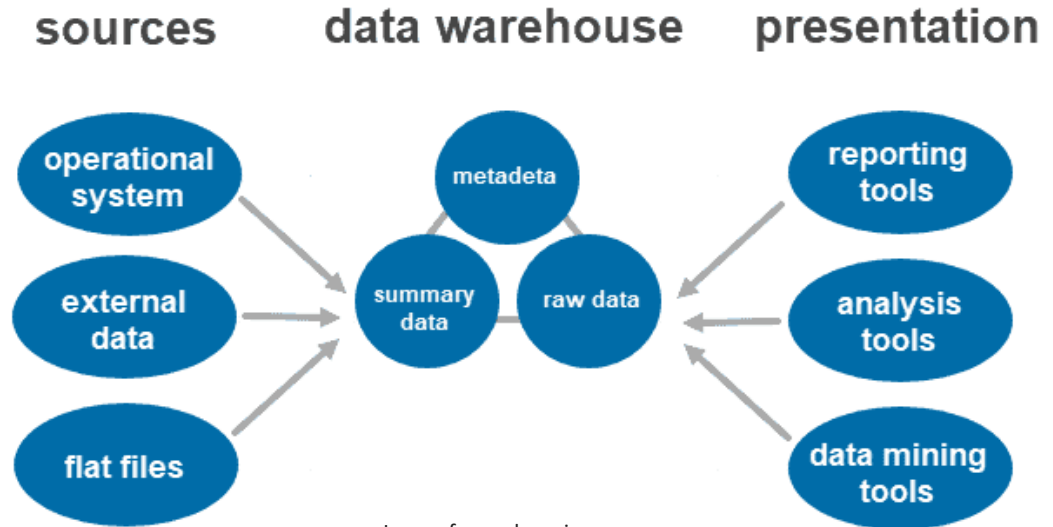 sources
data warehouse
presentation
operational
system
external
data
flat files
metadeta
summary
data
raw data
reporting
tools
analysis
tools
data mining
tools